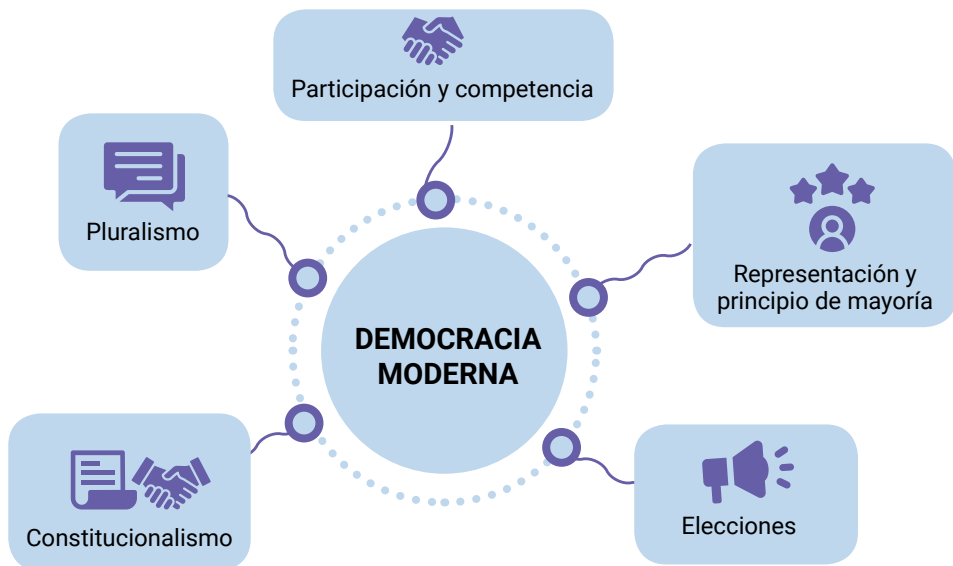 Participación y competencia
Pluralismo
Representación y
principio de mayoría
DEMOCRACIA
MODERNA
Constitucionalismo
Elecciones